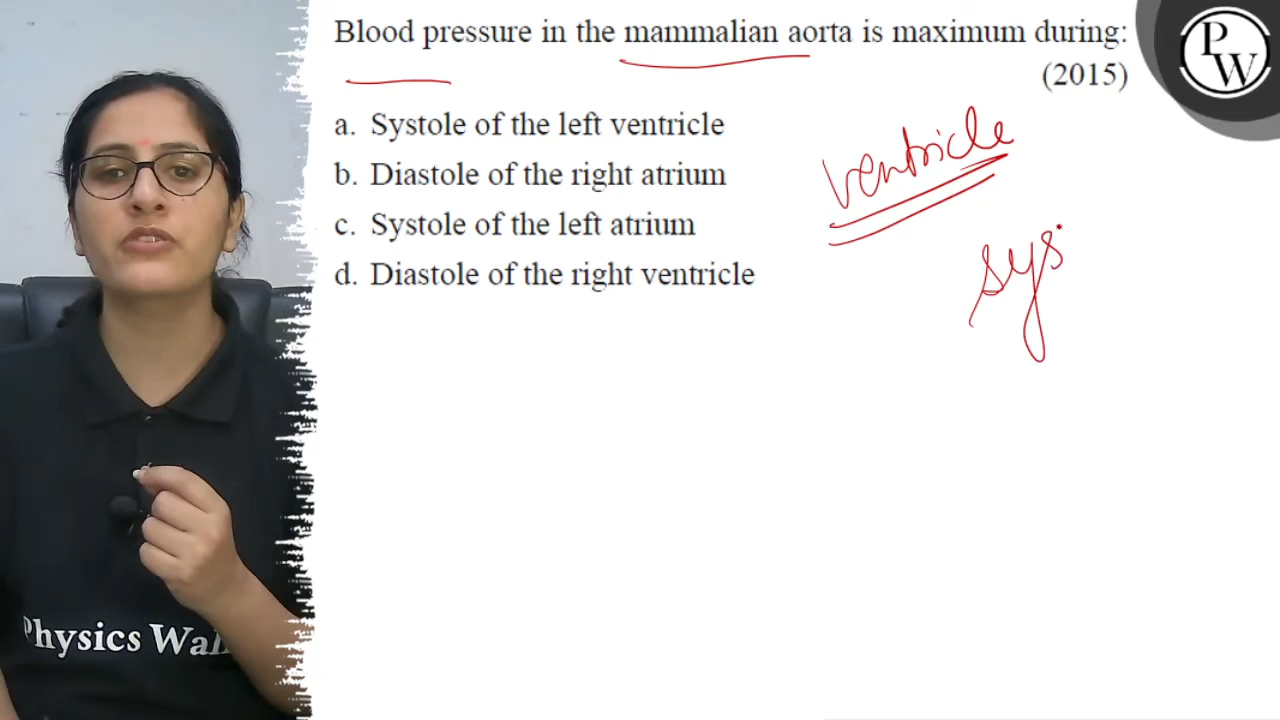 Blood pressure in the mammalian aorta is maximum during:
(2015)
a. Systole of the left ventricle
b. Diastole of the right atrium
c. Systole of the left atrium
d. Diastole of the right ventricle
ventricle
sys
PW
Physics Wall